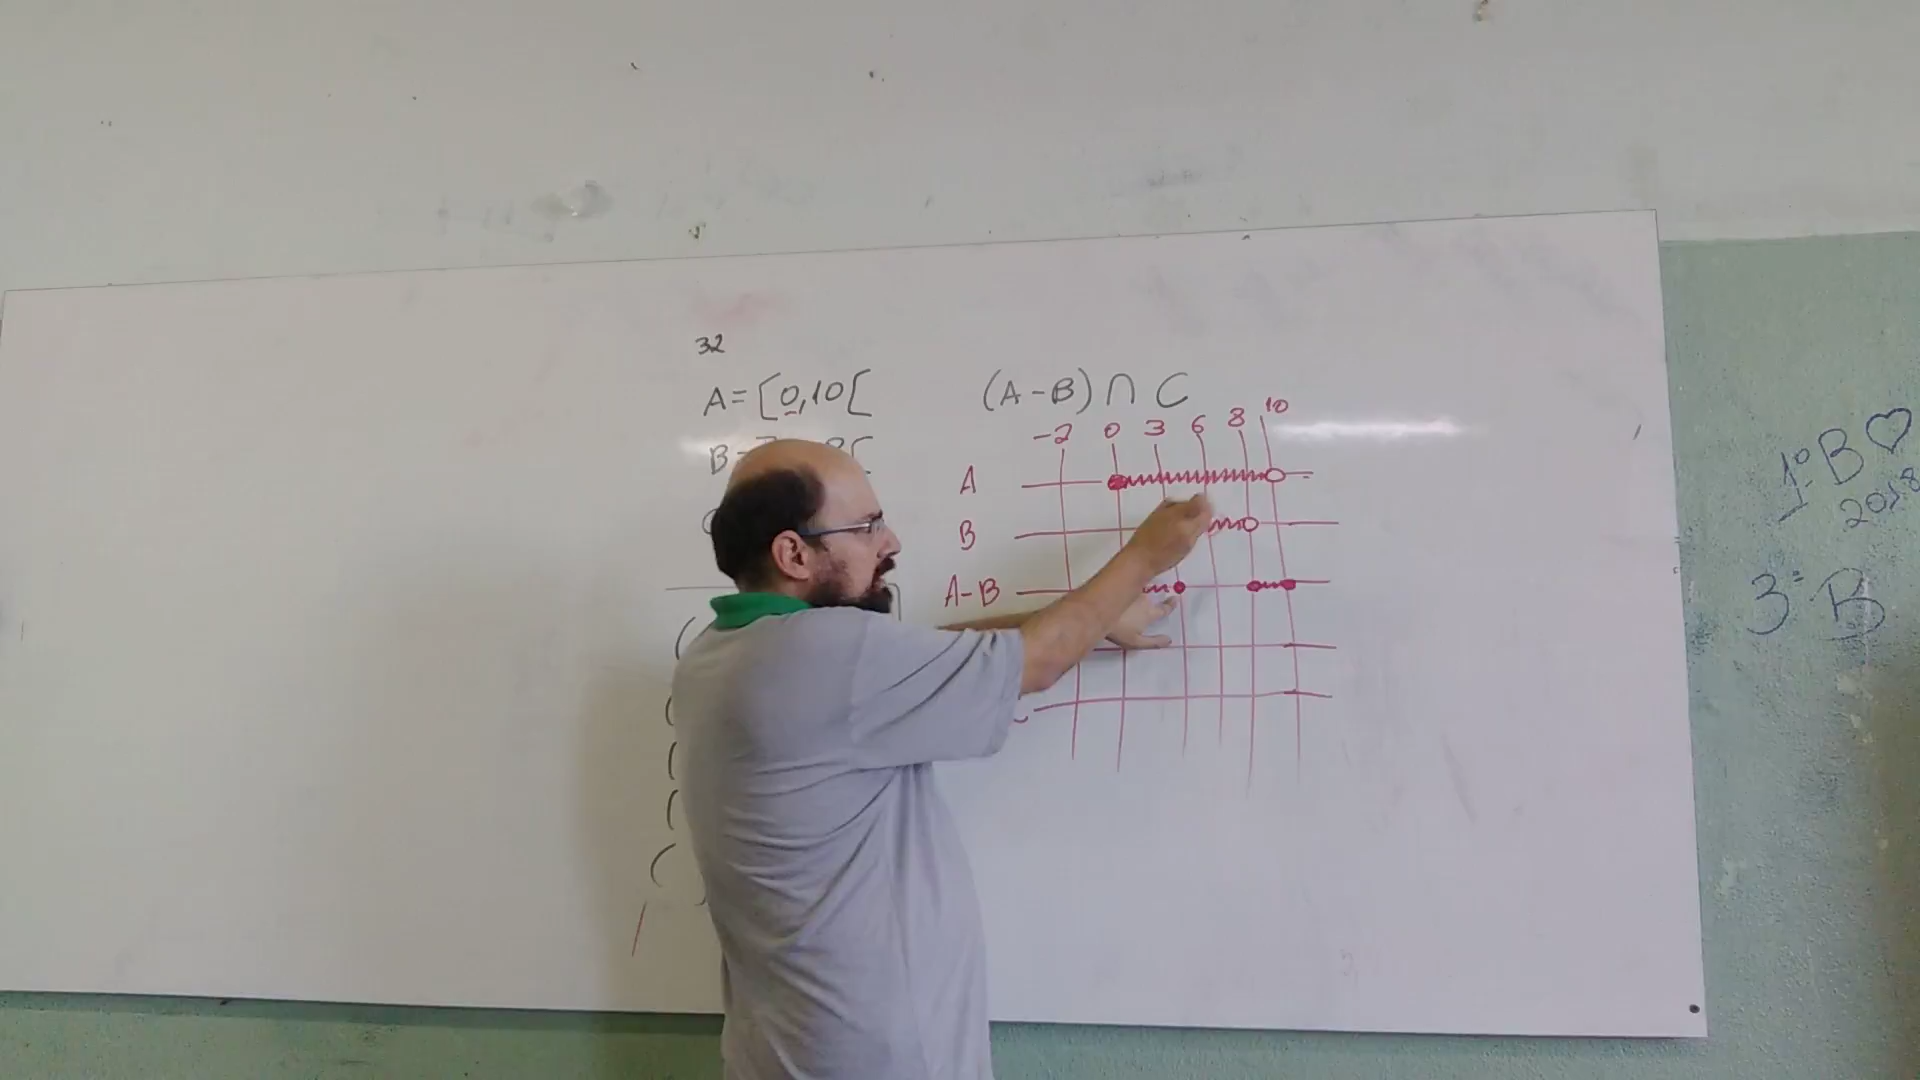 32
A=[0,10[
(A-B)∩C
B
-2 0 3 6 8 10
A
B
A-B
1º B ♡
2018
3º B